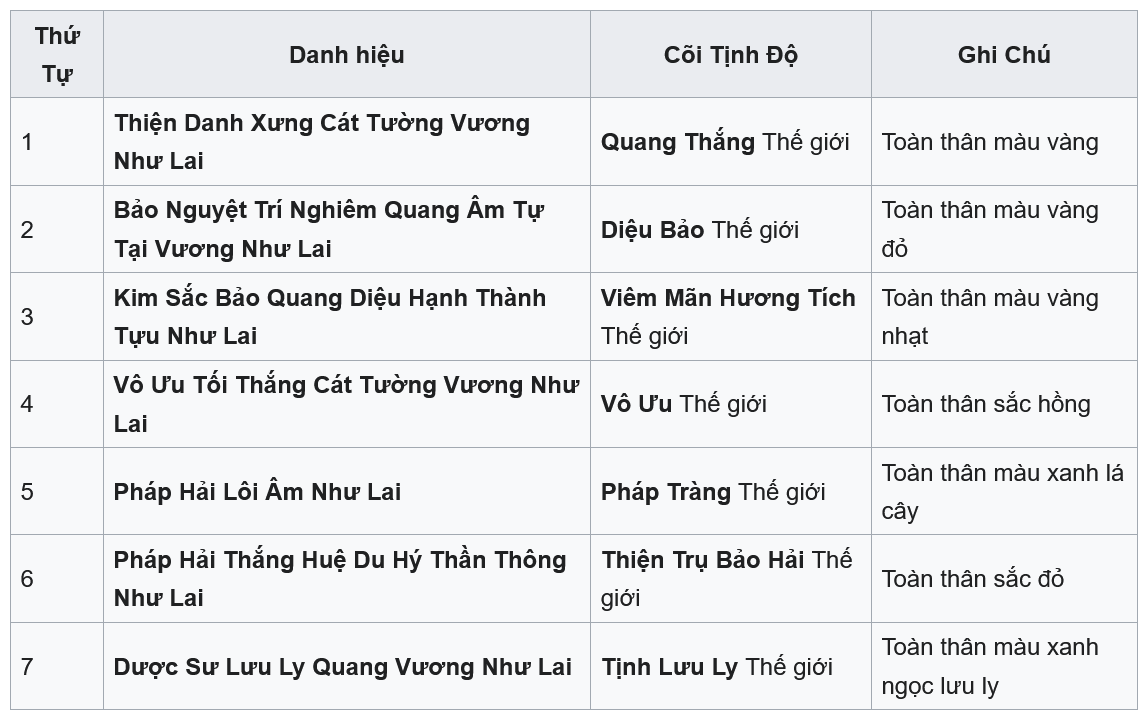 Thứ
Tự
Danh hiệu
Cõi Tịnh Độ
Ghi Chú
1
Thiện Danh Xưng Cát Tường Vương
Như Lai
Quang Thắng Thế giới
Toàn thân màu vàng
2
Bảo Nguyệt Trí Nghiêm Quang Âm Tự
Tại Vương Như Lai
Diệu Bảo Thế giới
Toàn thân màu vàng
đỏ
3
Kim Sắc Bảo Quang Diệu Hạnh Thành
Tựu Như Lai
Viêm Mãn Hương Tích
Thế giới
Toàn thân màu vàng
nhạt
4
Vô Ưu Tối Thắng Cát Tường Vương Như
Lai
Vô Ưu Thế giới
Toàn thân sắc hồng
5
Pháp Hải Lôi Âm Như Lai
Pháp Tràng Thế giới
Toàn thân màu xanh lá
cây
6
Pháp Hải Thắng Huệ Du Hý Thần Thông
Như Lai
Thiện Trụ Bảo Hải Thế
giới
Toàn thân sắc đỏ
7
Dược Sư Lưu Ly Quang Vương Như Lai
Tịnh Lưu Ly Thế giới
Toàn thân màu xanh
ngọc lưu ly